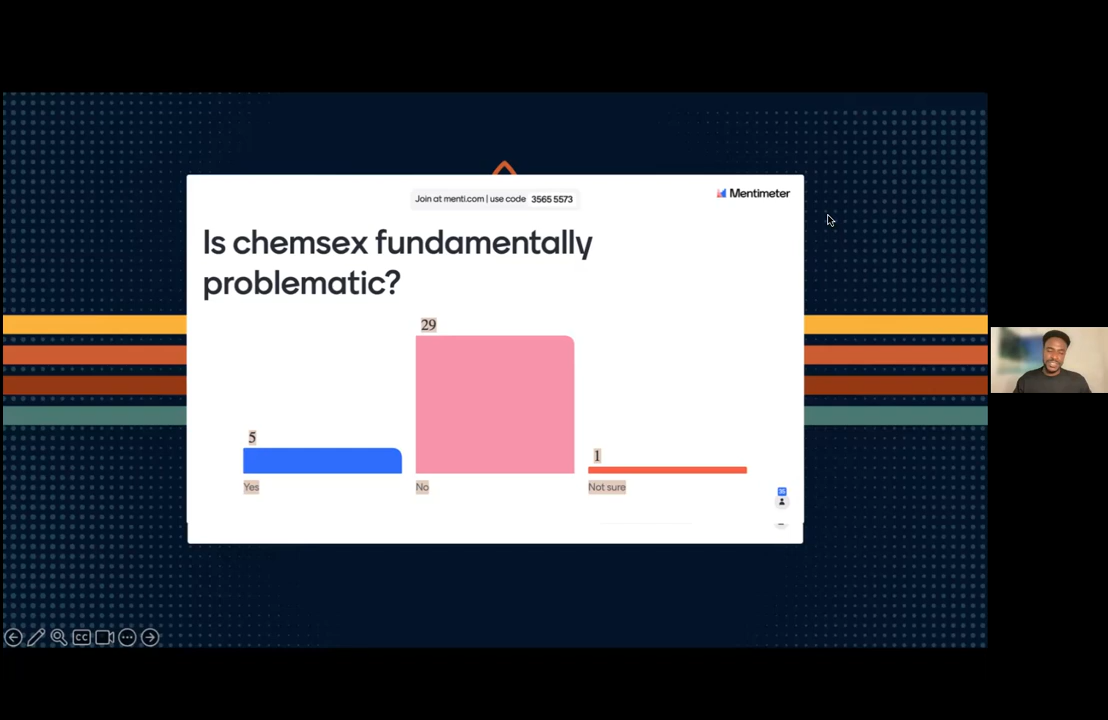 Join at menti.com | use code 3565 5573
Mentimeter
Is chemsex fundamentally
problematic?
29
5
1
Yes
No
Not sure
CC